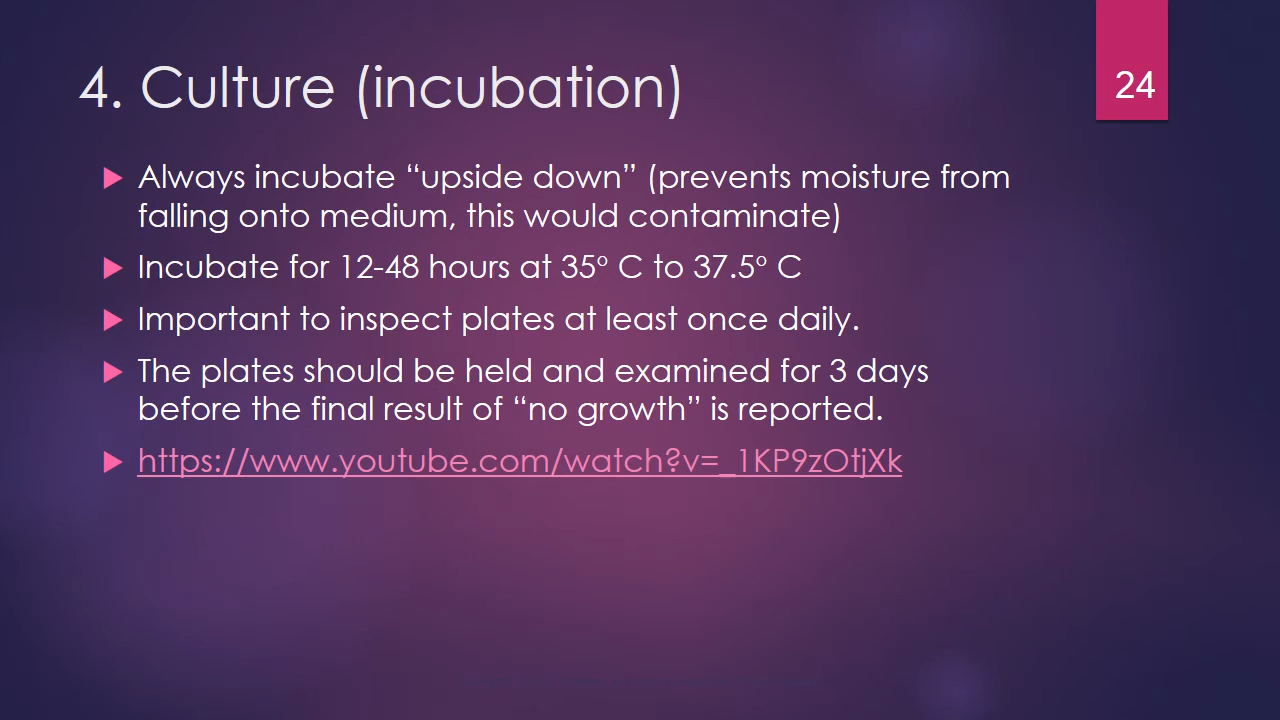 4. Culture (incubation)
24
Always incubate “upside down” (prevents moisture from
falling onto medium, this would contaminate)
Incubate for 12-48 hours at 35° C to 37.5° C
Important to inspect plates at least once daily.
The plates should be held and examined for 3 days
before the final result of “no growth” is reported.
https://www.youtube.com/watch?v=_1KP9zOtjXk